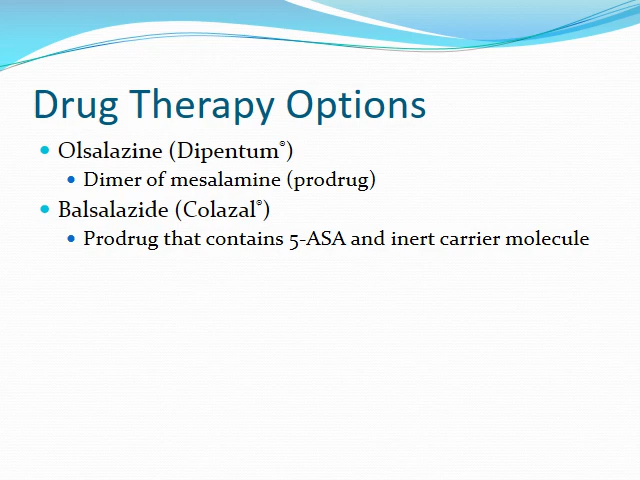 Drug Therapy Options
• Olsalazine (Dipentum®)
• Dimer of mesalamine (prodrug)
• Balsalazide (Colazal®)
• Prodrug that contains 5-ASA and inert carrier molecule